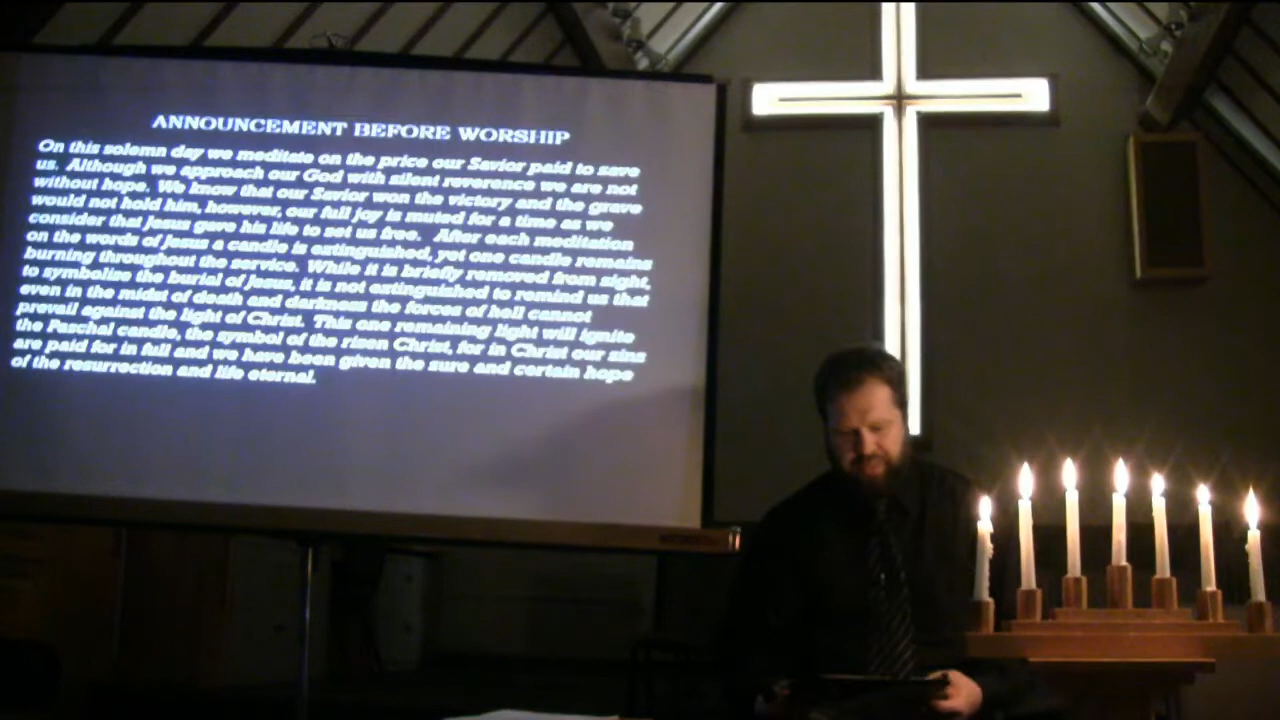 ANNOUNCEMENT BEFORE WORSHIP
On this solemn day we meditate on the price our Savior paid to save
us. Although we approach our God with silent reverence we are not
without hope. We know that our Savior won the victory and the grave
would not hold him, however, our full joy is muted for a time as we
consider that Jesus gave his life to set us free. After each meditation
on the words of Jesus a candle is extinguished, yet one candle remains
burning throughout the service. While it is briefly removed from sight,
to symbolize the burial of Jesus, it is not extinguished to remind us that
even in the midst of death and darkness the forces of hell cannot
prevail against the light of Christ. This one remaining light will ignite
the Paschal candle, the symbol of the risen Christ, for in Christ our sins
are paid for in full and we have been given the sure and certain hope
of the resurrection and life eternal.